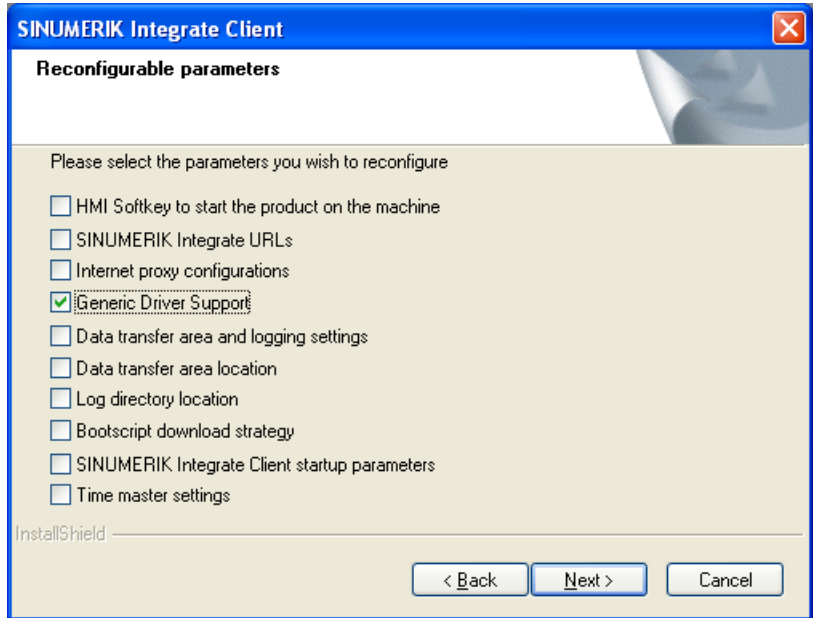 SINUMERIK Integrate Client
Reconfigurable parameters
Please select the parameters you wish to reconfigure
HMI Softkey to start the product on the machine
SINUMERIK Integrate URLs
Internet proxy configurations
Generic Driver Support
Data transfer area and logging settings
Data transfer area location
Log directory location
Bootscript download strategy
SINUMERIK Integrate Client startup parameters
Time master settings
InstallShield
< Back Next > Cancel